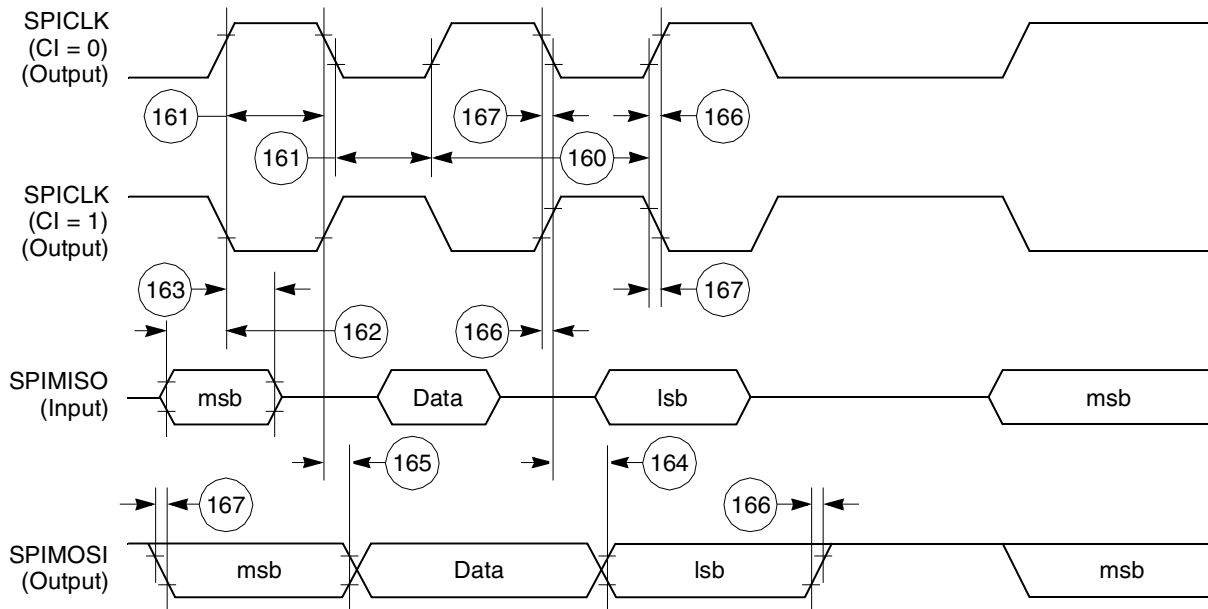 SPICLK
(CI = 0)
(Output)
161
167
166
161
160
SPICLK
(CI = 1)
(Output)
163
167
162
166
SPIMISO
(Input)
msb
Data
lsb
msb
165
164
167
166
SPIMOSI
(Output)
msb
Data
lsb
msb